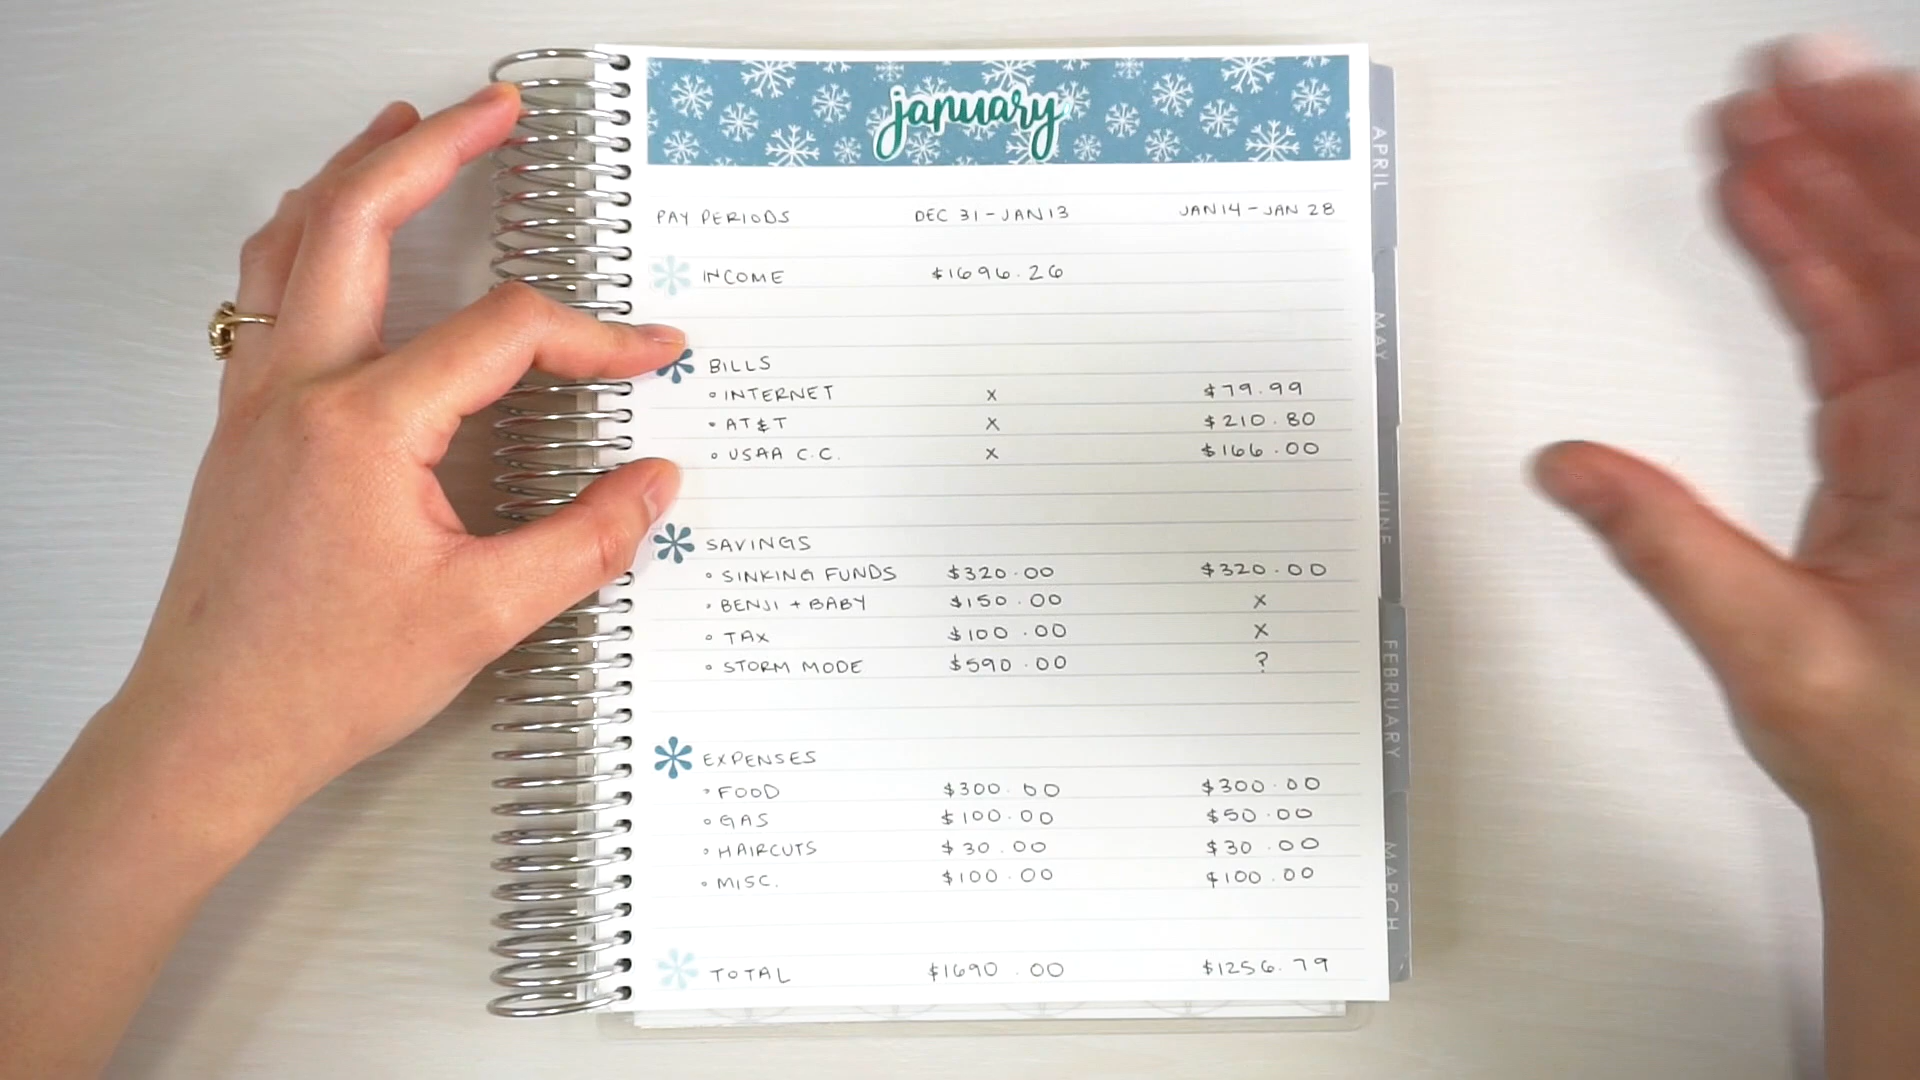 january
PAY PERIODS DEC 31 - JAN 13 JAN 14 - JAN 28
INCOME $1696.26
BILLS
INTERNET x $79.99
AT&T x $210.80
USAA C.C. x $166.00
SAVINGS
SINKING FUNDS $320.00 $320.00
BENJI + BABY $150.00 x
TAX $100.00 x
STORM MODE $590.00 ?
EXPENSES
FOOD $300.00 $300.00
GAS $100.00 $50.00
HAIRCUTS $30.00 $30.00
MISC. $100.00 $100.00
TOTAL $1690.00 $1256.79
APRIL
MAY
JUNE
FEBRUARY
MARCH